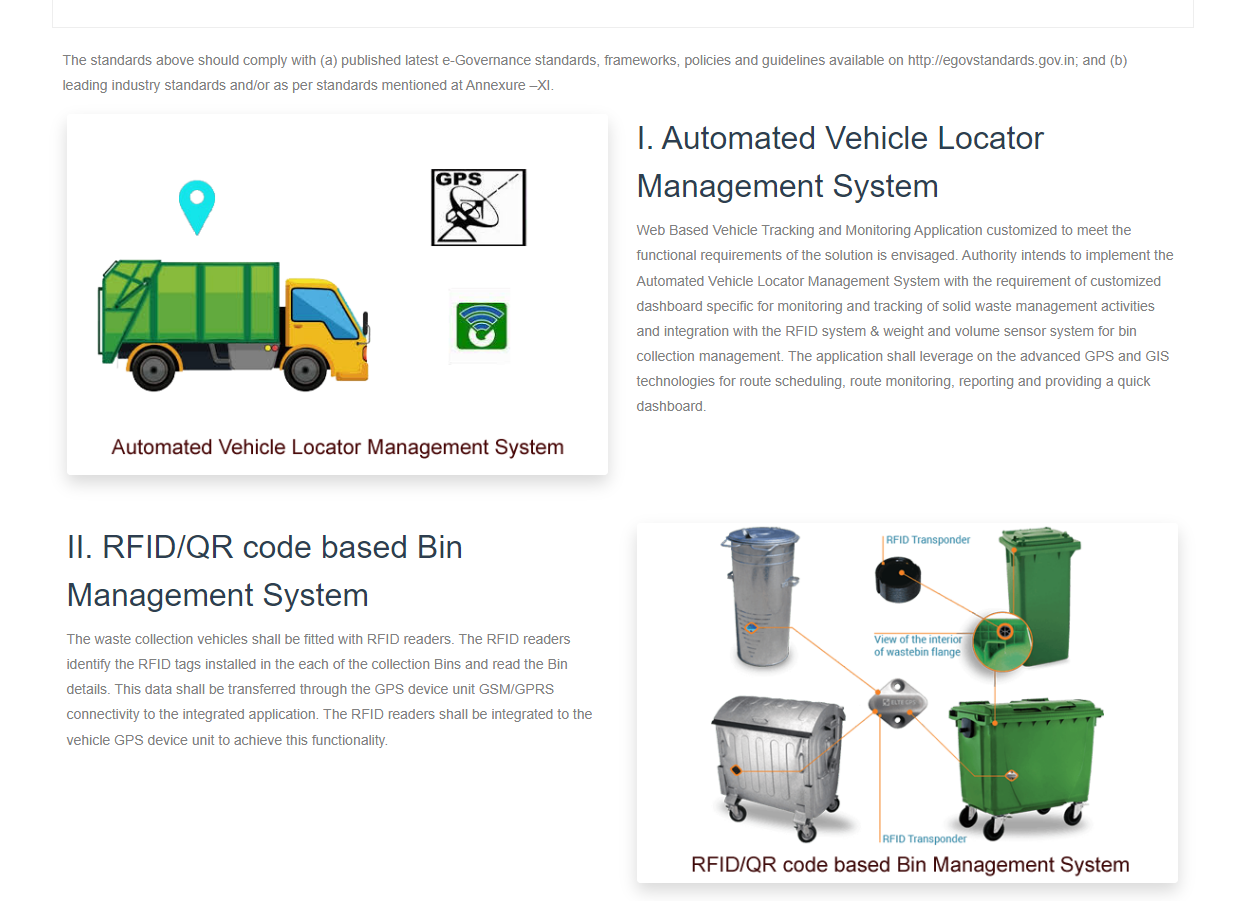 The standards above should comply with (a) published latest e-Governance standards, frameworks, policies and guidelines available on http://egovstandards.gov.in; and (b)
leading industry standards and/or as per standards mentioned at Annexure –XI.
GPS
Automated Vehicle Locator Management System
I. Automated Vehicle Locator
Management System
Web Based Vehicle Tracking and Monitoring Application customized to meet the
functional requirements of the solution is envisaged. Authority intends to implement the
Automated Vehicle Locator Management System with the requirement of customized
dashboard specific for monitoring and tracking of solid waste management activities
and integration with the RFID system & weight and volume sensor system for bin
collection management. The application shall leverage on the advanced GPS and GIS
technologies for route scheduling, route monitoring, reporting and providing a quick
dashboard.
II. RFID/QR code based Bin
Management System
The waste collection vehicles shall be fitted with RFID readers. The RFID readers
identify the RFID tags installed in the each of the collection Bins and read the Bin
details. This data shall be transferred through the GPS device unit GSM/GPRS
connectivity to the integrated application. The RFID readers shall be integrated to the
vehicle GPS device unit to achieve this functionality.
RFID Transponder
View of the interior
of wastebin flange
RFID Transponder
RFID/QR code based Bin Management System